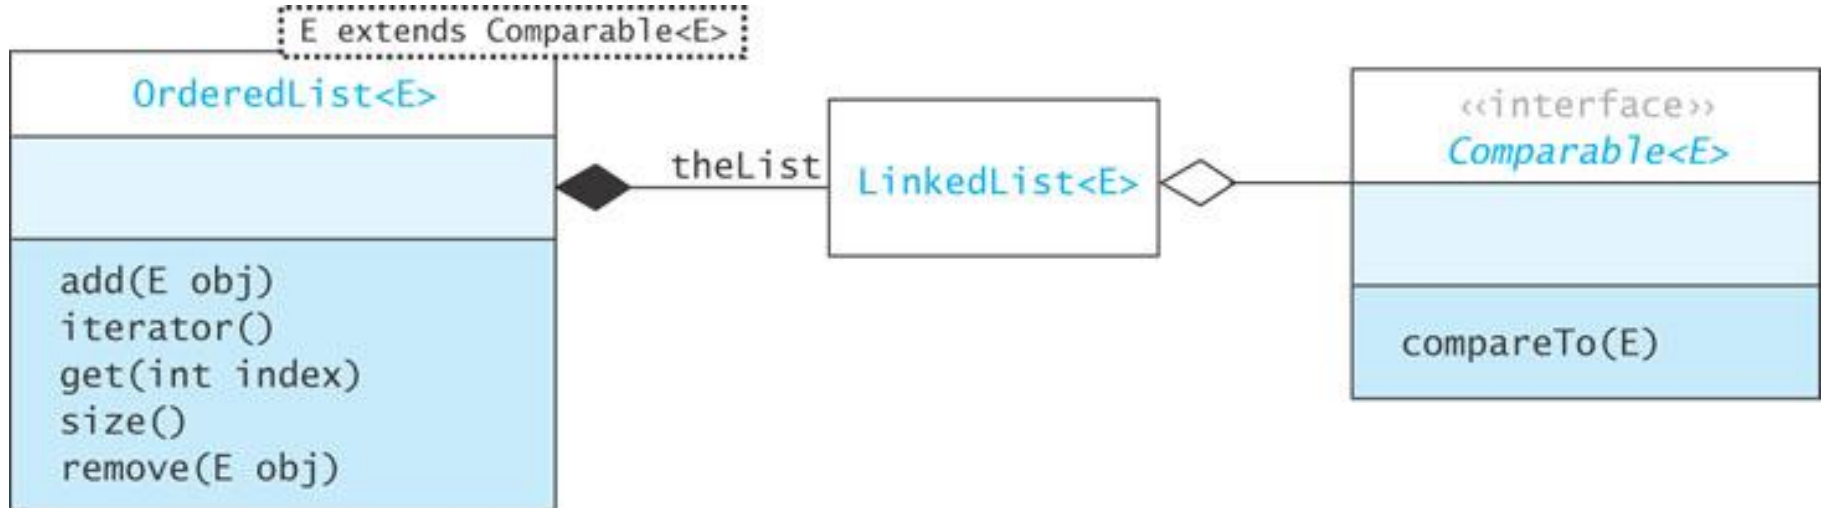 E extends Comparable<E>
OrderedList<E>
add(E obj)
iterator()
get(int index)
size()
remove(E obj)
theList
LinkedList<E>
‹‹interface››
Comparable<E>
compareTo(E)